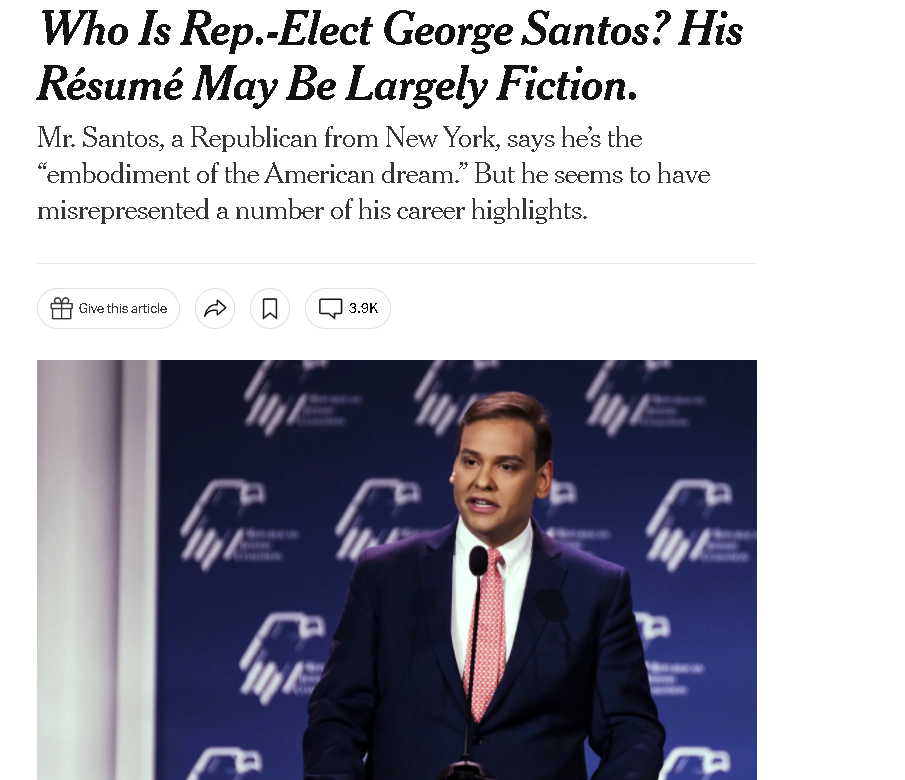 Who Is Rep.-Elect George Santos? His
Résumé May Be Largely Fiction.
Mr. Santos, a Republican from New York, says he’s the
“embodiment of the American dream.” But he seems to have
misrepresented a number of his career highlights.
Give this article
3.9K